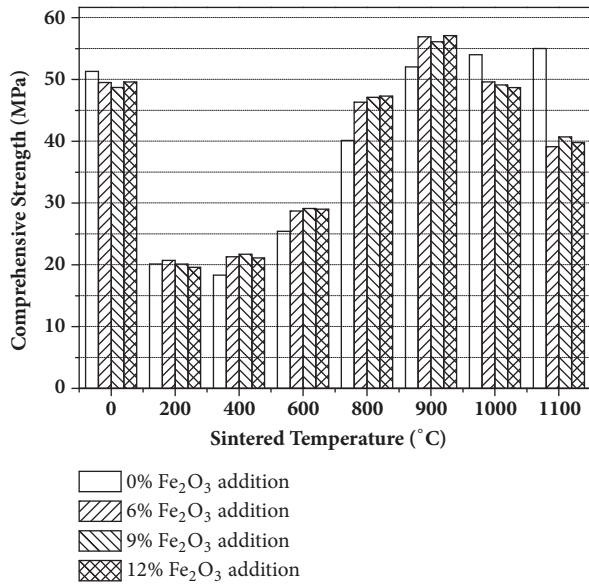 60
50
40
30
20
10
0
Comprehensive Strength (MPa)
0 200 400 600 800 900 1000 1100
Sintered Temperature (°C)
0% Fe₂O₃ addition
6% Fe₂O₃ addition
9% Fe₂O₃ addition
12% Fe₂O₃ addition